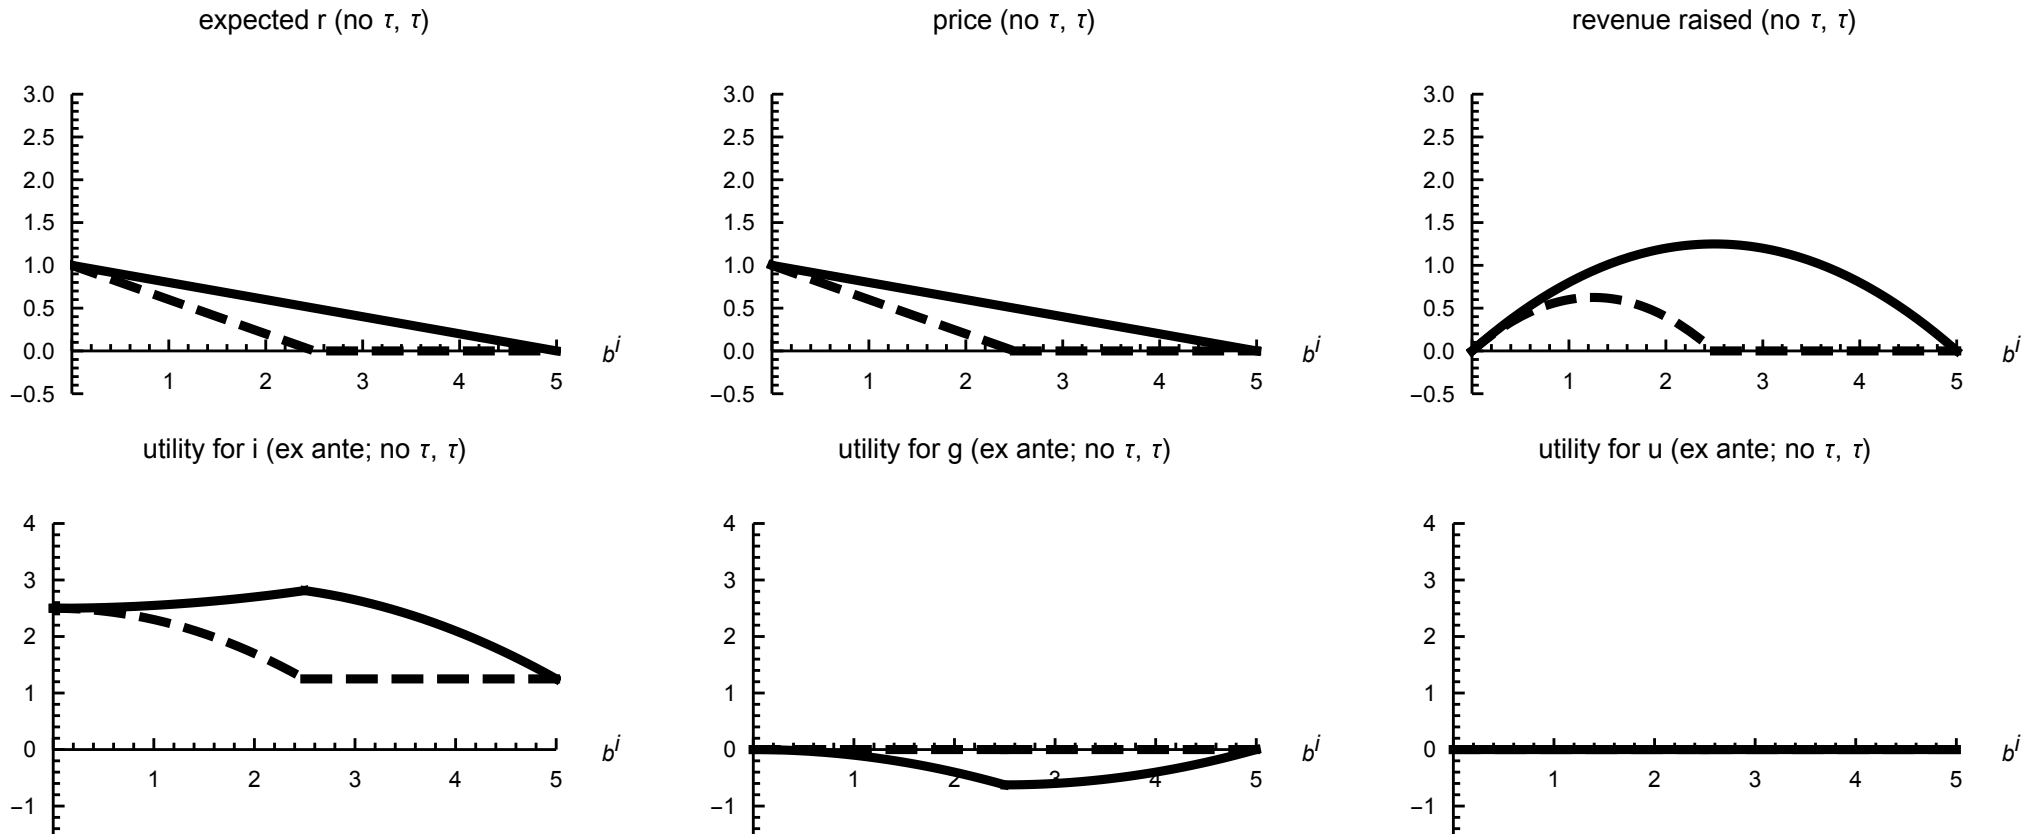 expected r (no τ, τ)
3.0
2.5
2.0
1.5
1.0
0.5
0.0
−0.5
1 2 3 4 5
bⁱ
price (no τ, τ)
3.0
2.5
2.0
1.5
1.0
0.5
0.0
−0.5
1 2 3 4 5
bⁱ
revenue raised (no τ, τ)
3.0
2.5
2.0
1.5
1.0
0.5
0.0
−0.5
1 2 3 4 5
bⁱ
utility for i (ex ante; no τ, τ)
4
3
2
1
0
−1
1 2 3 4 5
bⁱ
utility for g (ex ante; no τ, τ)
4
3
2
1
0
−1
1 2 3 4 5
bⁱ
utility for u (ex ante; no τ, τ)
4
3
2
1
0
−1
1 2 3 4 5
bⁱ